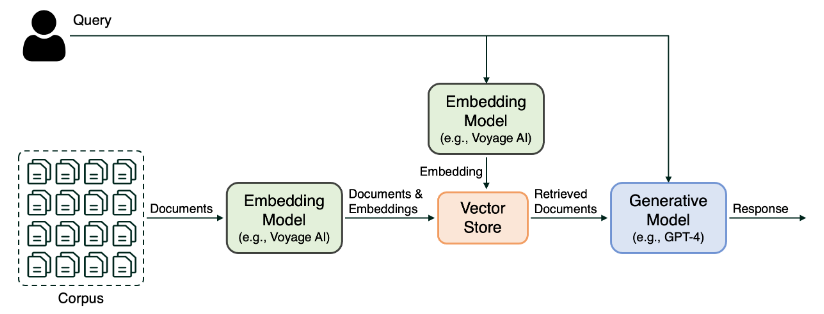 Query
Embedding
Model
(e.g., Voyage AI)
Embedding
Documents
Embedding
Model
(e.g., Voyage AI)
Documents &
Embeddings
Vector
Store
Retrieved
Documents
Generative
Model
(e.g., GPT-4)
Response
Corpus